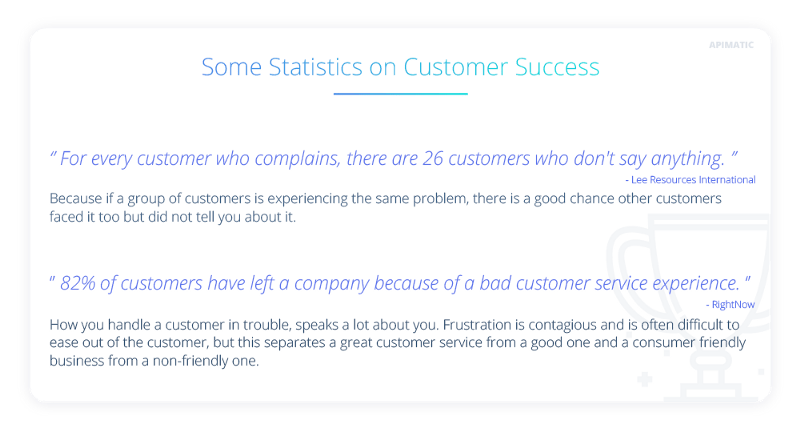 APIMATIC
Some Statistics on Customer Success
" For every customer who complains, there are 26 customers who don't say anything. "
- Lee Resources International
Because if a group of customers is experiencing the same problem, there is a good chance other customers
faced it too but did not tell you about it.
" 82% of customers have left a company because of a bad customer service experience. "
- RightNow
How you handle a customer in trouble, speaks a lot about you. Frustration is contagious and is often difficult to
ease out of the customer, but this separates a great customer service from a good one and a consumer friendly
business from a non-friendly one.